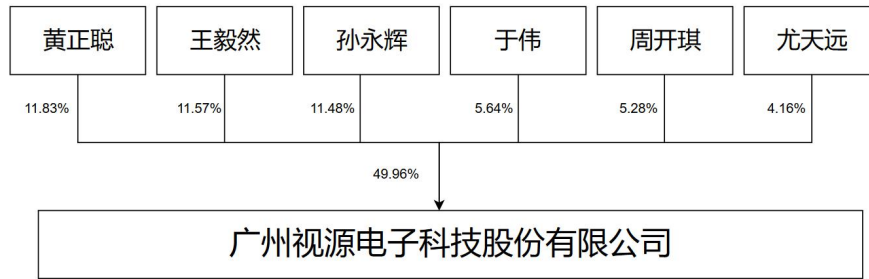 黄正聪 王毅然 孙永辉 于伟 周开琪 尤天远
11.83% 11.57% 11.48% 5.64% 5.28% 4.16%
49.96%
广州视源电子科技股份有限公司